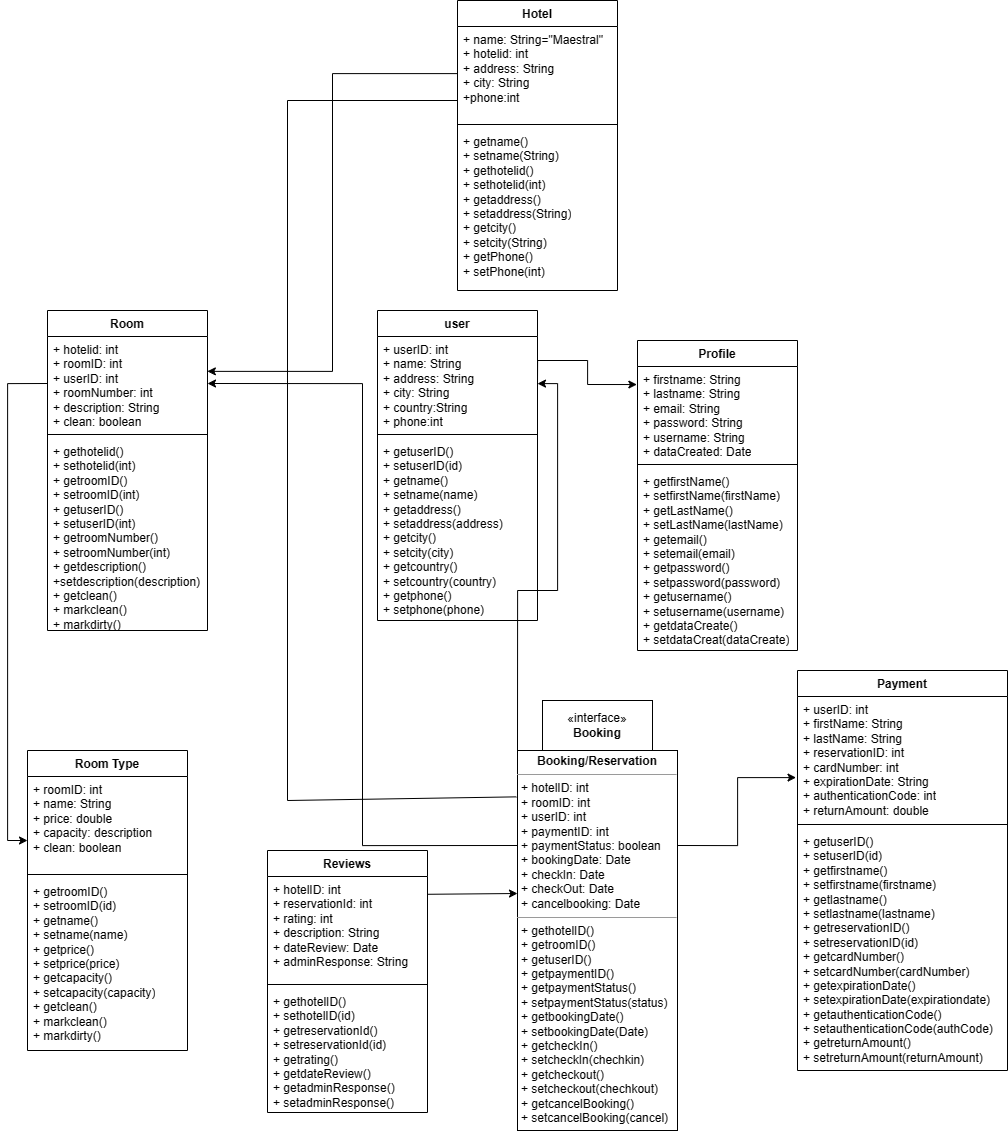 Hotel
+ name: String="Maestral"
+ hotelid: int
+ address: String
+ city: String
+phone:int
+ getname()
+ setname(String)
+ gethotelid()
+ sethotelid(int)
+ getaddress()
+ setaddress(String)
+ getcity()
+ setcity(String)
+ getPhone()
+ setPhone(int)
Room
+ hotelid: int
+ roomID: int
+ userID: int
+ roomNumber: int
+ description: String
+ clean: boolean
+ gethotelid()
+ sethotelid(int)
+ getroomID()
+ setroomID(int)
+ getuserID()
+ setuserID(int)
+ getroomNumber()
+ setroomNumber(int)
+ getdescription()
+setdescription(description)
+ getclean()
+ markclean()
+ markdirty()
user
+ userID: int
+ name: String
+ address: String
+ city: String
+ country:String
+ phone:int
+ getuserID()
+ setuserID(id)
+ getname()
+ setname(name)
+ getaddress()
+ setaddress(address)
+ getcity()
+ setcity(city)
+ getcountry()
+ setcountry(country)
+ getphone()
+ setphone(phone)
Profile
+ firstname: String
+ lastname: String
+ email: String
+ password: String
+ username: String
+ dataCreated: Date
+ getfirstName()
+ setfirstName(firstName)
+ getLastName()
+ setLastName(lastName)
+ getemail()
+ setemail(email)
+ getpassword()
+ setpassword(password)
+ getusername()
+ setusername(username)
+ getdataCreate()
+ setdataCreat(dataCreate)
Room Type
+ roomID: int
+ name: String
+ price: double
+ capacity: description
+ clean: boolean
+ getroomID()
+ setroomID(id)
+ getname()
+ setname(name)
+ getprice()
+ setprice(price)
+ getcapacity()
+ setcapacity(capacity)
+ getclean()
+ markclean()
+ markdirty()
Reviews
+ hotelID: int
+ reservationId: int
+ rating: int
+ description: String
+ dateReview: Date
+ adminResponse: String
+ gethotelID()
+ sethotelID(id)
+ getreservationId()
+ setreservationId(id)
+ getrating()
+ getdateReview()
+ getadminResponse()
+ setadminResponse()
«interface»
Booking
Booking/Reservation
+ hotelID: int
+ roomID: int
+ userID: int
+ paymentID: int
+ paymentStatus: boolean
+ bookingDate: Date
+ checkIn: Date
+ checkOut: Date
+ cancelbooking: Date
+ gethotelID()
+ getroomID()
+ getuserID()
+ getpaymentID()
+ getpaymentStatus()
+ setpaymentStatus(status)
+ getbookingDate()
+ setbookingDate(Date)
+ getcheckIn()
+ setcheckIn(chechkin)
+ getcheckout()
+ setcheckout(chechkout)
+ getcancelBooking()
+ setcancelBooking(cancel)
Payment
+ userID: int
+ firstName: String
+ lastName: String
+ reservationID: int
+ cardNumber: int
+ expirationDate: String
+ authenticationCode: int
+ returnAmount: double
+ getuserID()
+ setuserID(id)
+ getfirstname()
+ setfirstname(firstname)
+ getlastname()
+ setlastname(lastname)
+ getreservationID()
+ setreservationID(id)
+ getcardNumber()
+ setcardNumber(cardNumber)
+ getexpirationDate()
+ setexpirationDate(expirationdate)
+ getauthenticationCode()
+ setauthenticationCode(authCode)
+ getreturnAmount()
+ setreturnAmount(returnAmount)